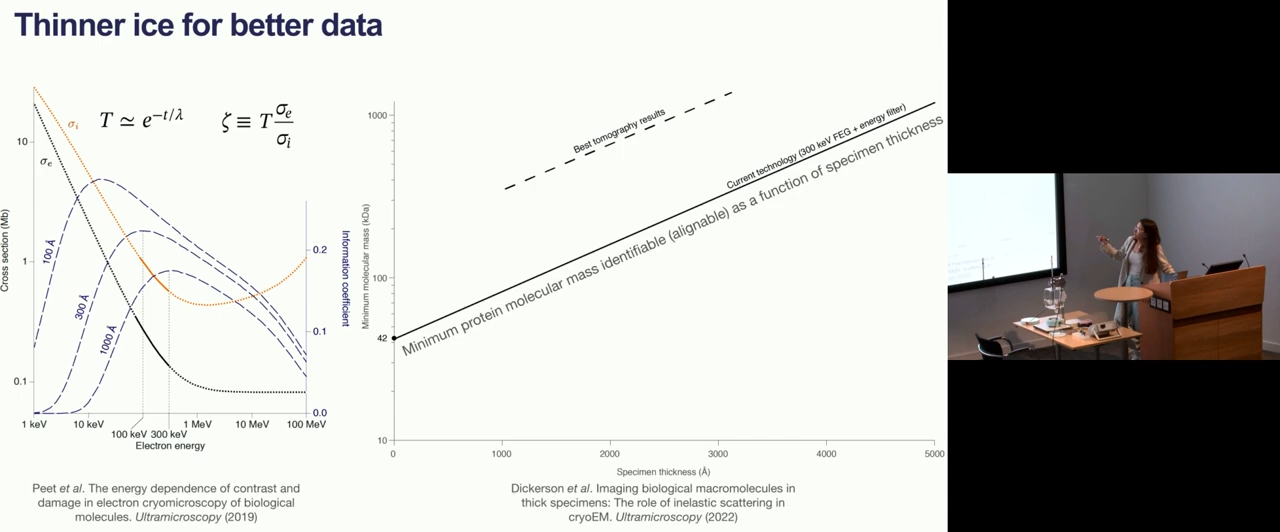 Thinner ice for better data
σi
σe
T ≃ e^−t/λ
ζ ≡ T σe/σi
Cross section (Mb)
10
1
0.1
100 Å
300 Å
1000 Å
0.2
0.1
0.0
Information coefficient
1 keV
10 keV
1 MeV
10 MeV
100 MeV
100 keV
300 keV
Electron energy
Peet et al. The energy dependence of contrast and
damage in electron cryomicroscopy of biological
molecules. Ultramicroscopy (2019)
Minimum molecular mass (kDa)
1000
100
42
10
Best tomography results
Current technology (300 keV FEG + energy filter)
Minimum protein molecular mass identifiable (alignable) as a function of specimen thickness
0
1000
2000
3000
4000
5000
Specimen thickness (Å)
Dickerson et al. Imaging biological macromolecules in
thick specimens: The role of inelastic scattering in
cryoEM. Ultramicroscopy (2022)